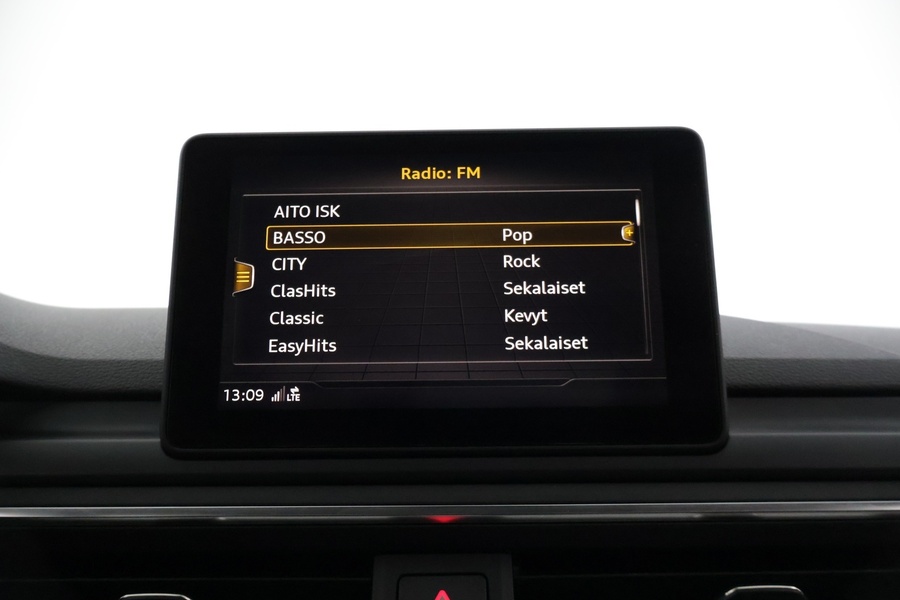 Radio: FM
AITO ISK
BASSO Pop
CITY Rock
ClasHits Sekalaiset
Classic Kevyt
EasyHits Sekalaiset
13:09 LTE